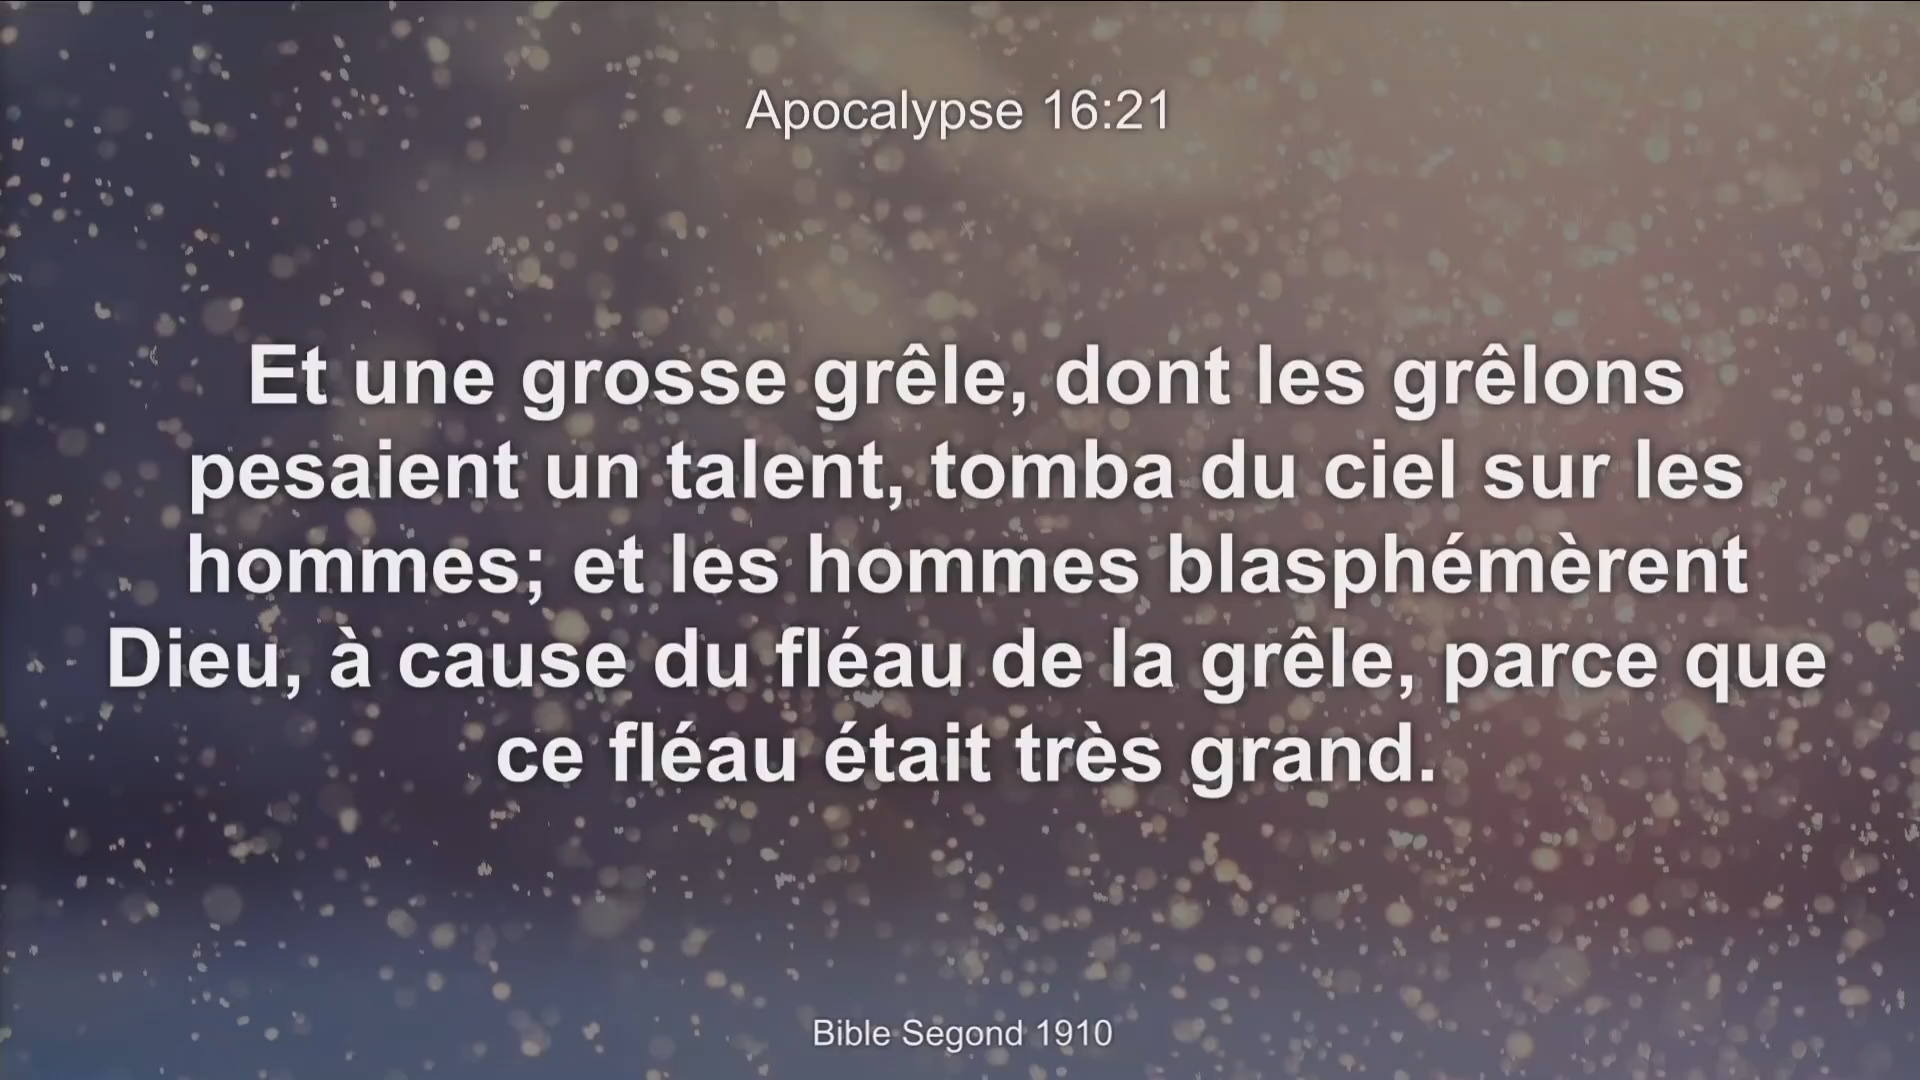 Apocalypse 16:21
Et une grosse grêle, dont les grêlons
pesaient un talent, tomba du ciel sur les
hommes; et les hommes blasphémèrent
Dieu, à cause du fléau de la grêle, parce que
ce fléau était très grand.
Bible Segond 1910